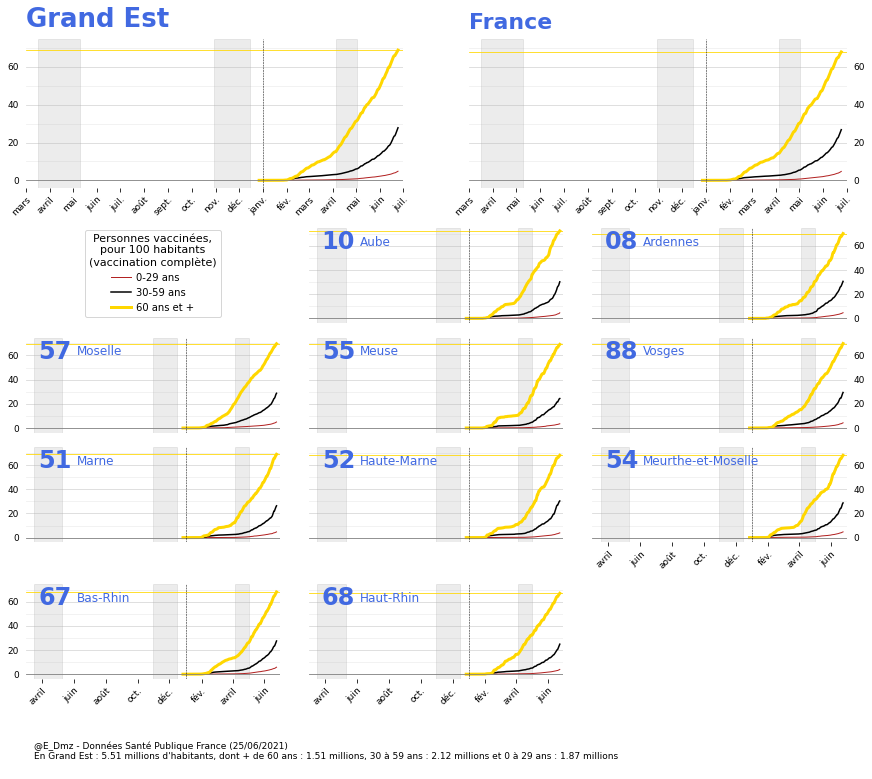 Grand Est
France
60
40
20
0
60
40
20
0
mars avril mai juin juil. août sept. oct. nov. déc. janv. fév. mars avril mai juin juil.
mars avril mai juin juil. août sept. oct. nov. déc. janv. fév. mars avril mai juin juil.
Personnes vaccinées,
pour 100 habitants
(vaccination complète)
0-29 ans
30-59 ans
60 ans et +
10 Aube
08 Ardennes
60
40
20
0
57 Moselle
60
40
20
0
55 Meuse
88 Vosges
51 Marne
60
40
20
0
52 Haute-Marne
54 Meurthe-et-Moselle
avril juin août oct. déc. fév. avril juin
67 Bas-Rhin
60
40
20
0
68 Haut-Rhin
avril juin août oct. déc. fév. avril juin
avril juin août oct. déc. fév. avril juin
@E_Dmz - Données Santé Publique France (25/06/2021)
En Grand Est : 5.51 millions d'habitants, dont + de 60 ans : 1.51 millions, 30 à 59 ans : 2.12 millions et 0 à 29 ans : 1.87 millions